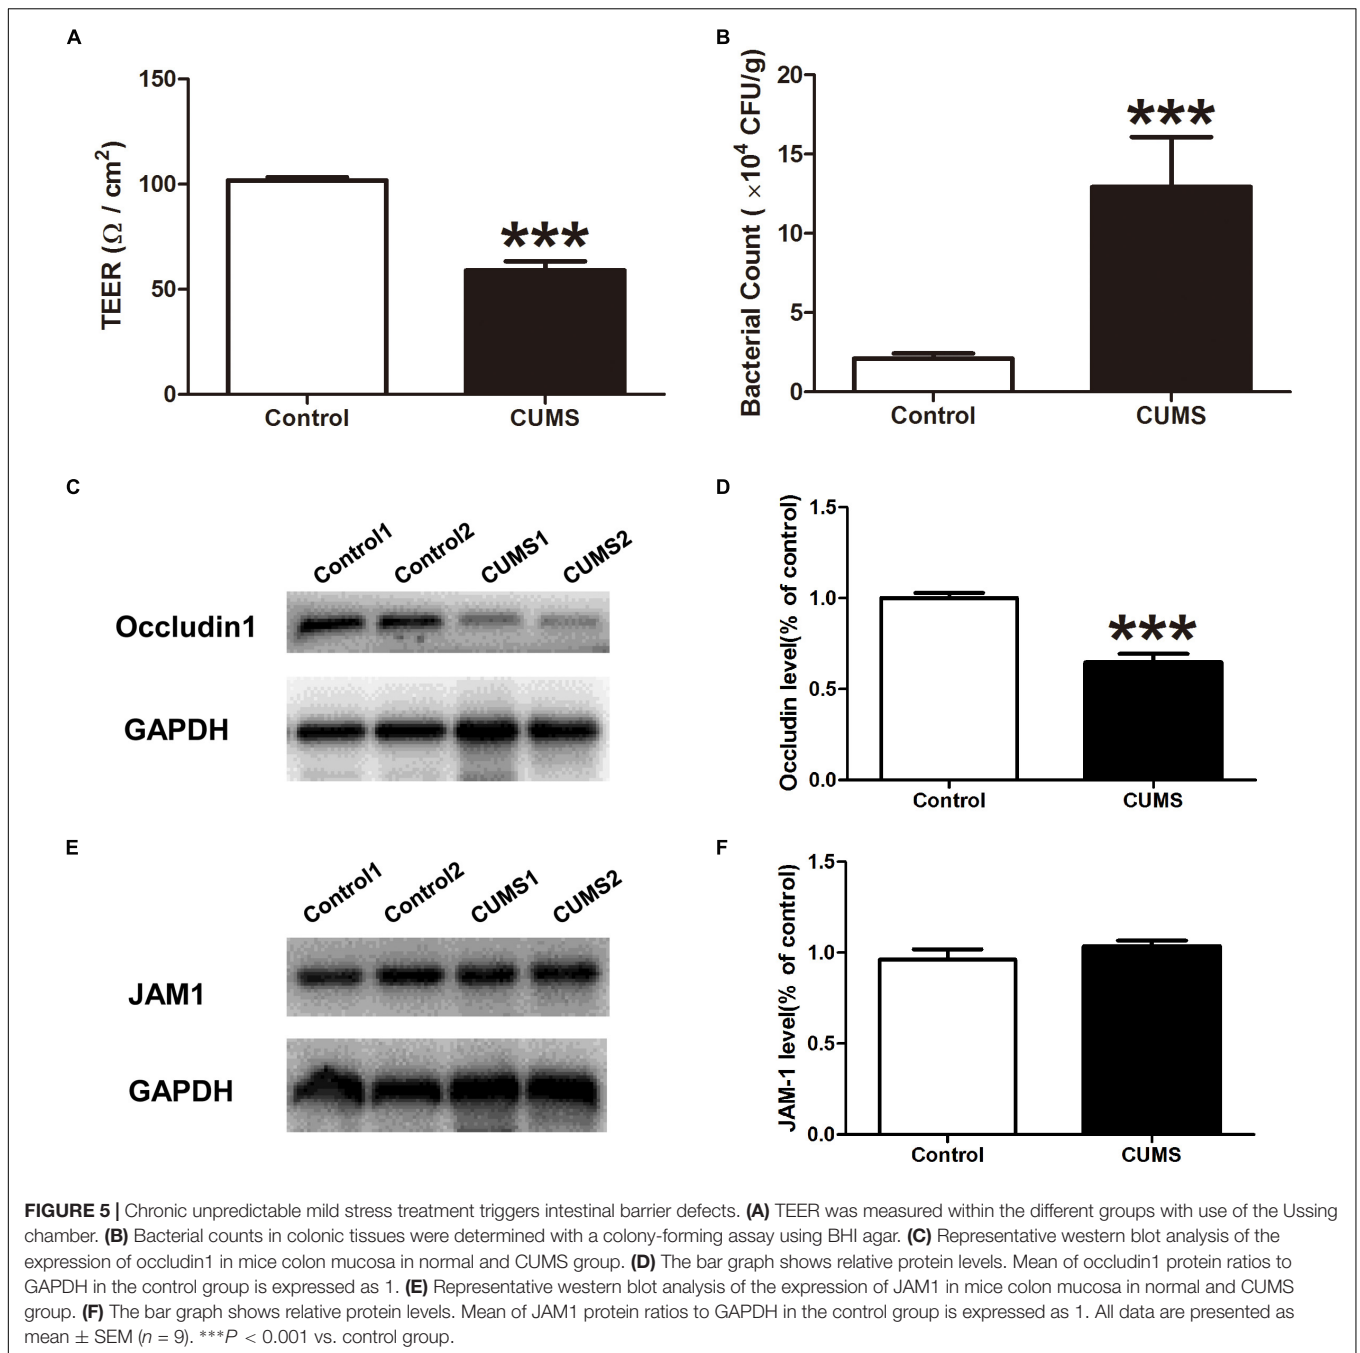 A
150
100
50
0
TEER (Ω / cm²)
***
Control
CUMS
B
20
15
10
5
0
Bacterial Count ( ×10⁴ CFU/g)
***
Control
CUMS
C
Control1
Control2
CUMS1
CUMS2
Occludin1
GAPDH
D
1.5
1.0
0.5
0.0
Occludin level(% of control)
***
Control
CUMS
E
Control1
Control2
CUMS1
CUMS2
JAM1
GAPDH
F
1.5
1.0
0.5
0.0
JAM-1 level(% of control)
Control
CUMS
FIGURE 5 | Chronic unpredictable mild stress treatment triggers intestinal barrier defects. (A) TEER was measured within the different groups with use of the Ussing
chamber. (B) Bacterial counts in colonic tissues were determined with a colony-forming assay using BHI agar. (C) Representative western blot analysis of the
expression of occludin1 in mice colon mucosa in normal and CUMS group. (D) The bar graph shows relative protein levels. Mean of occludin1 protein ratios to
GAPDH in the control group is expressed as 1. (E) Representative western blot analysis of the expression of JAM1 in mice colon mucosa in normal and CUMS
group. (F) The bar graph shows relative protein levels. Mean of JAM1 protein ratios to GAPDH in the control group is expressed as 1. All data are presented as
mean ± SEM (n = 9). ***P < 0.001 vs. control group.